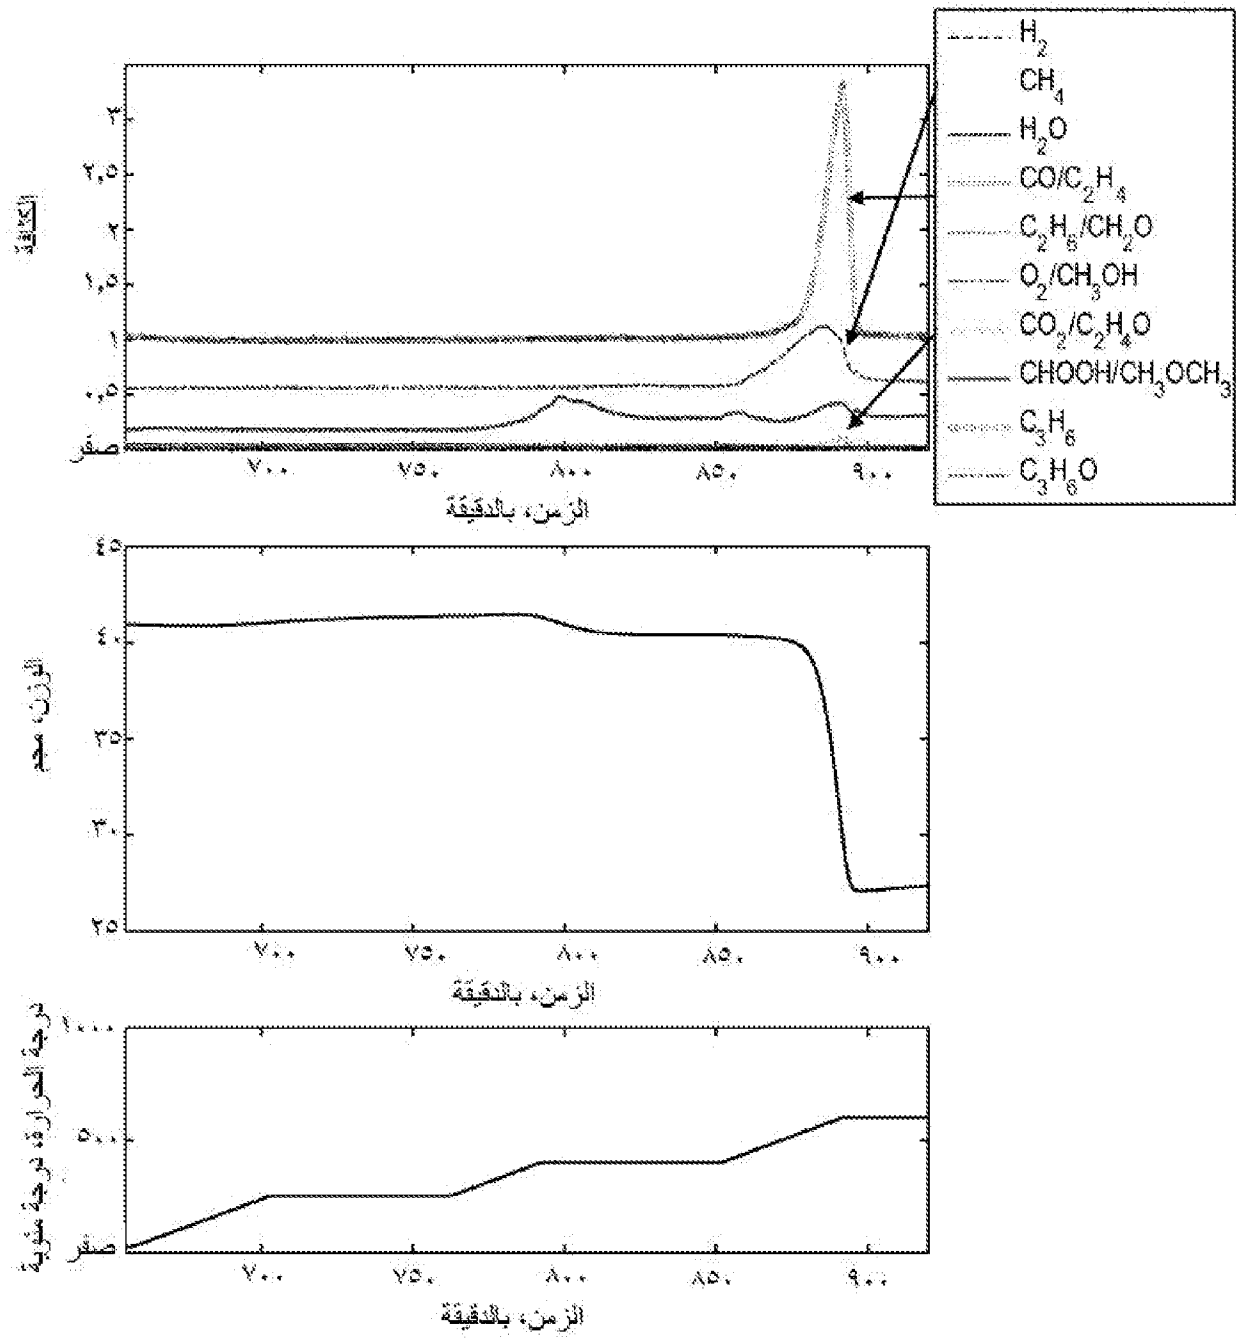 H2
CH4
H2O
CO/C2H4
C2H6/CH2O
O2/CH3OH
CO2/C2H4O
CHOOH/CH3OCH3
C3H6
C3H6O
الكثافة
٣
٢,٥
٢
١,٥
١
٠,٥
صفر
٧٠٠ ٧٥٠ ٨٠٠ ٨٥٠ ٩٠٠
الزمن، بالدقيقة
الوزن، مجم
٤٥
٤٠
٣٥
٣٠
٢٥
٧٠٠ ٧٥٠ ٨٠٠ ٨٥٠ ٩٠٠
الزمن، بالدقيقة
درجة الحرارة، درجة مئوية
١٠٠٠
٥٠٠
صفر
٧٠٠ ٧٥٠ ٨٠٠ ٨٥٠ ٩٠٠
الزمن، بالدقيقة